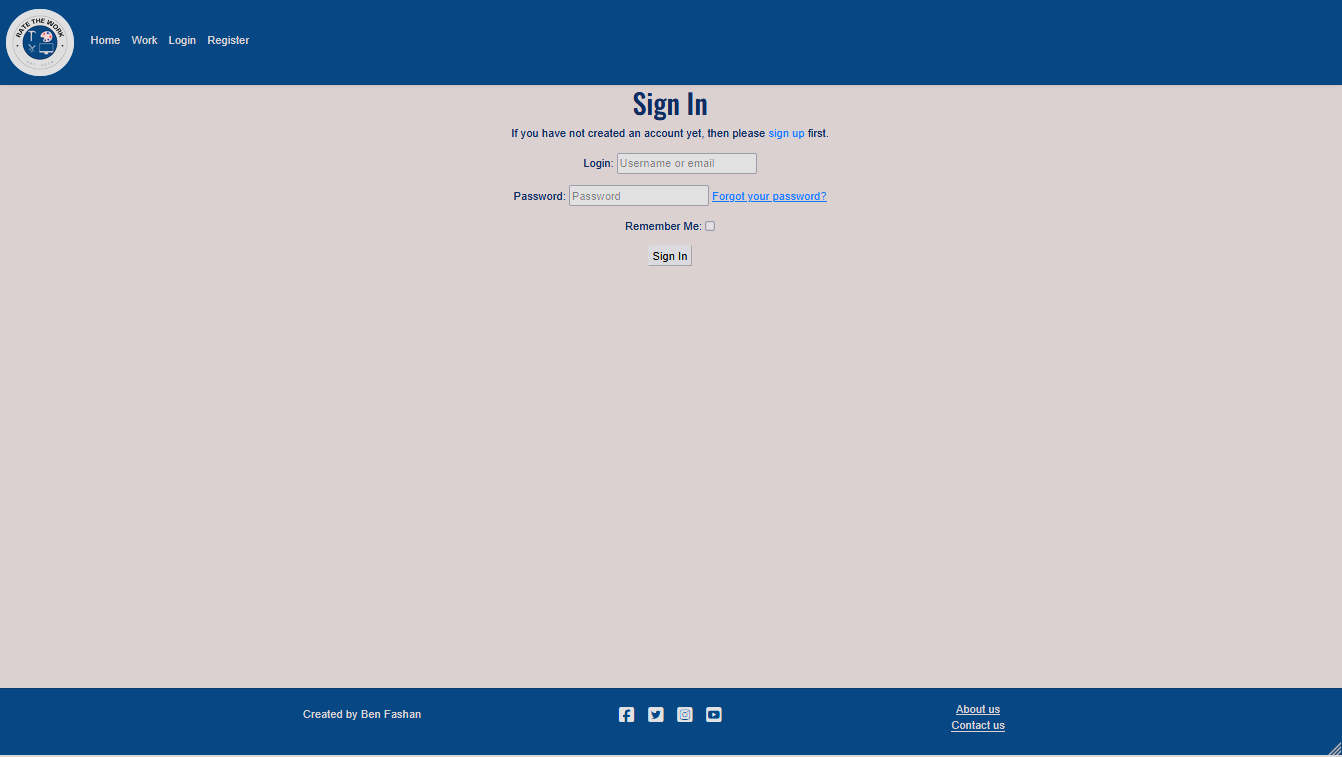 RATE THE WORK
Home Work Login Register
Sign In
If you have not created an account yet, then please sign up first.
Login: Username or email
Password: Password Forgot your password?
Remember Me:
Sign In
Created by Ben Fashan
About us
Contact us